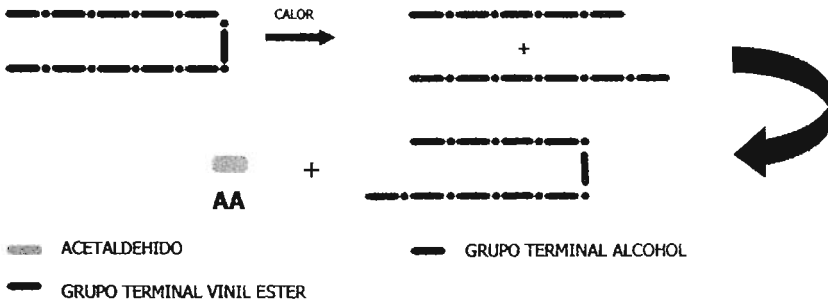 CALOR
+
+
AA
ACETALDEHIDO
GRUPO TERMINAL ALCOHOL
GRUPO TERMINAL VINIL ESTER